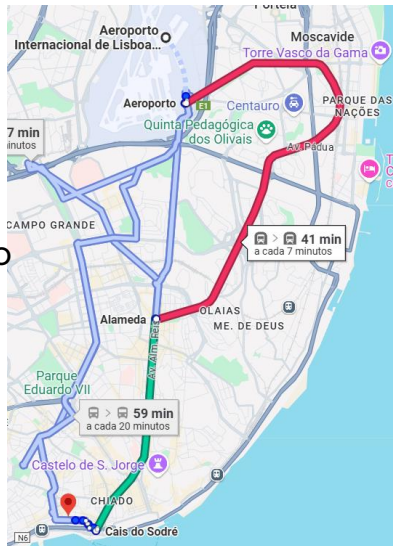 Portela
Moscavide
Aeroporto
Internacional de Lisboa...
Torre Vasco da Gama
Aeroporto
E1
Centauro
PARQUE DAS
NAÇÕES
Quinta Pedagógica
dos Olivais
7 min
inutos
Av. Pádua
CAMPO GRANDE
41 min
a cada 7 minutos
o
OLAIAS
Alameda
ME. DE DEUS
Av. Alm. Reis
Parque
Eduardo VII
59 min
a cada 20 minutos
Castelo de S. Jorge
CHIADO
Cais do Sodré
N6